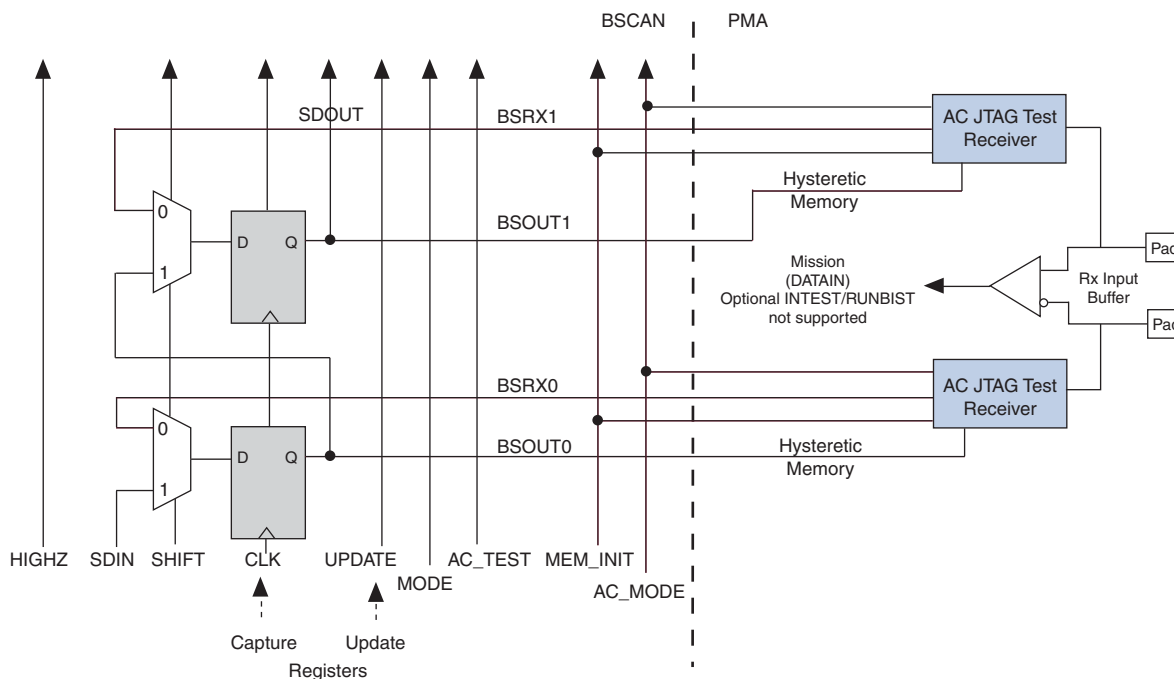 BSCAN
PMA
SDOUT
BSRX1
AC JTAG Test
Receiver
0
Hysteretic
Memory
D
Q
BSOUT1
1
Mission
(DATAIN)
Optional INTEST/RUNBIST
not supported
Rx Input
Buffer
Pad
Pad
BSRX0
AC JTAG Test
Receiver
0
D
Q
BSOUT0
Hysteretic
Memory
1
HIGHZ
SDIN
SHIFT
CLK
UPDATE
MODE
AC_TEST
MEM_INIT
AC_MODE
Capture
Update
Registers